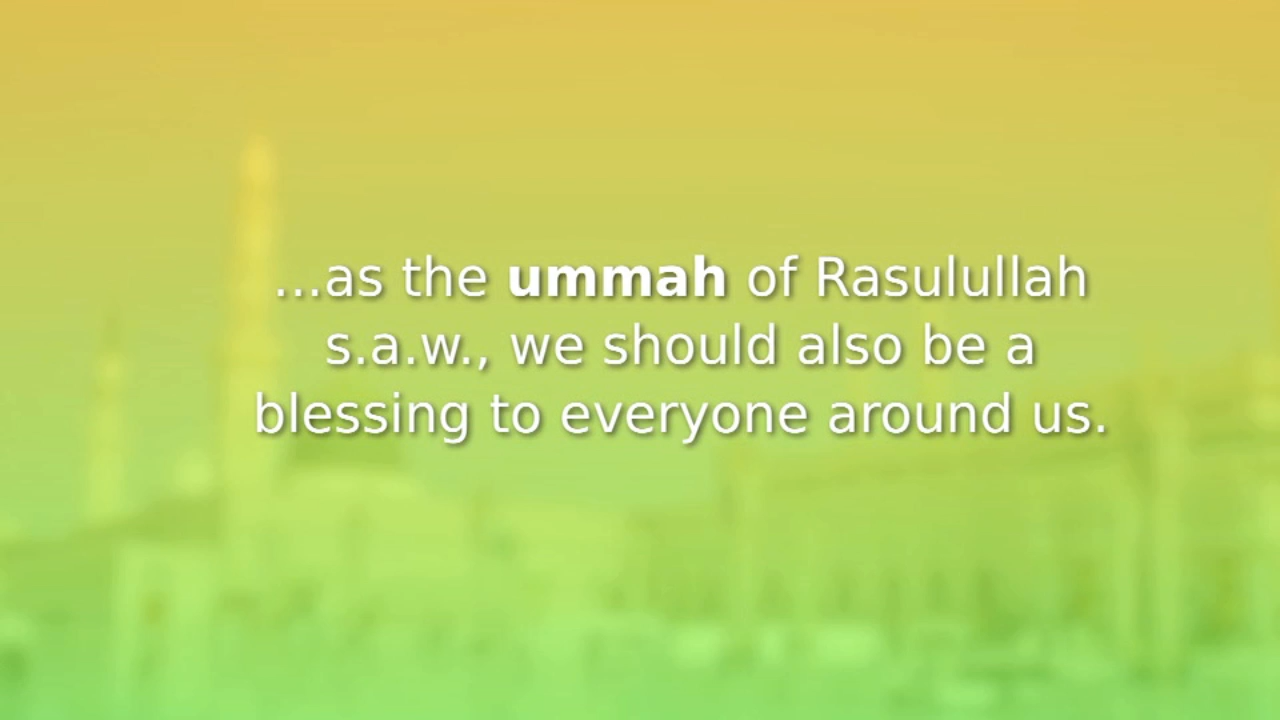 ...as the ummah of Rasulullah
s.a.w., we should also be a
blessing to everyone around us.